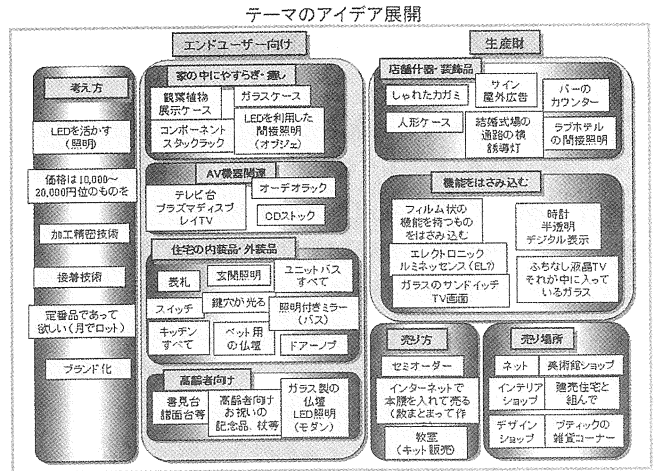 テーマのアイデア展開
考え方
LEDを活かす
(照明)
価格は10,000～
20,000円位のものを
加工精密技術
接着技術
定番品であって
欲しい(月でロット)
ブランド化
エンドユーザー向け
家の中にやすらぎ・癒し
観葉植物
展示ケース
ガラスケース
コンポーネント
スタックラック
LEDを利用した
間接照明
(オブジェ)
AV機器関連
テレビ台
プラズマディスプ
レイTV
オーデオラック
CDストック
住宅の内装品・外装品
表札
玄関照明
ユニットバス
すべて
スイッチ
鍵穴が光る
照明付きミラー
(バス)
キッチン
すべて
ペット用
の仏壇
ドアーノブ
高齢者向け
書見台
譜面台等
高齢者向け
お祝いの
記念品、杖等
ガラス製の
仏壇
LED照明
(モダン)
生産財
店舗什器・装飾品
しゃれたカガミ
サイン
屋外広告
バーの
カウンター
人形ケース
結婚式場の
通路の横
誘導灯
ラブホテル
の間接照明
機能をはさみ込む
フィルム状の
機能を持つもの
をはさみ込む
時計
半透明
デジタル表示
エレクトロニック
ルミネッセンス(EL?)
ガラスのサンドイッチ
TV画面
ふちなし液晶TV
それが中に入って
いるガラス
売り方
セミオーダー
インターネットで
本腰を入れて売る
(数まとまって作
教室
(キット販売)
売り場所
ネット
美術館ショップ
インテリア
ショップ
建売住宅と
組んで
デザイン
ショップ
ブティックの
雑貨コーナー